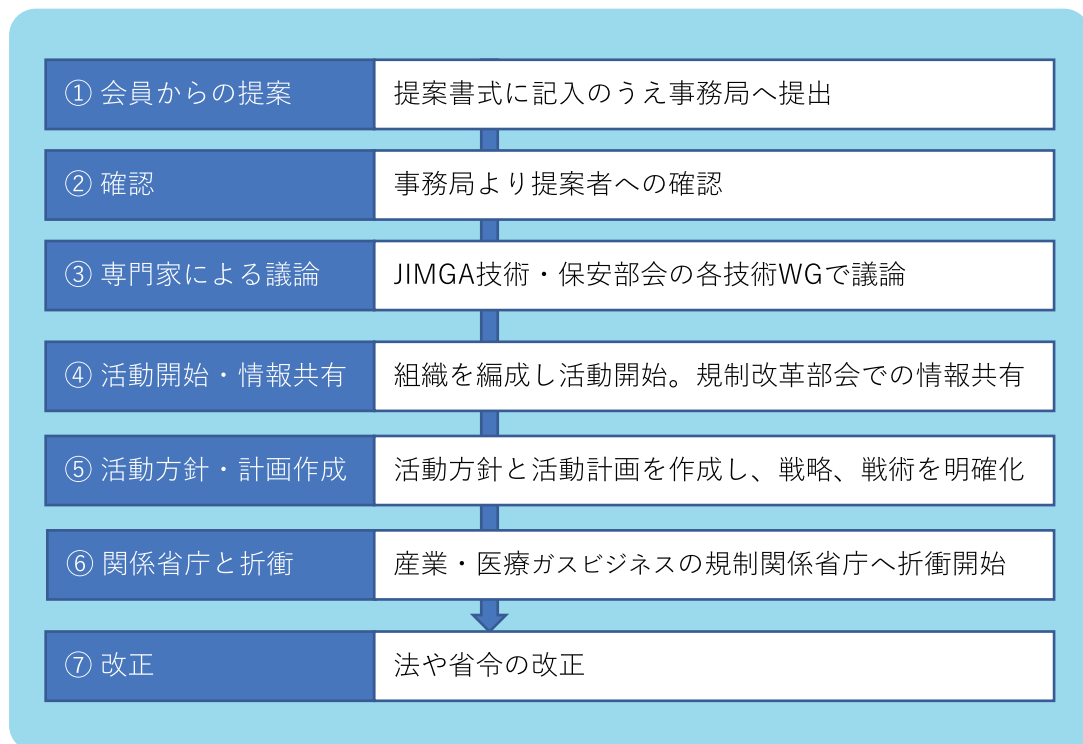 ① 会員からの提案
提案書式に記入のうえ事務局へ提出
② 確認
事務局より提案者への確認
③ 専門家による議論
JIMGA技術・保安部会の各技術WGで議論
④ 活動開始・情報共有
組織を編成し活動開始。規制改革部会での情報共有
⑤ 活動方針・計画作成
活動方針と活動計画を作成し、戦略、戦術を明確化
⑥ 関係省庁と折衝
産業・医療ガスビジネスの規制関係省庁へ折衝開始
⑦ 改正
法や省令の改正